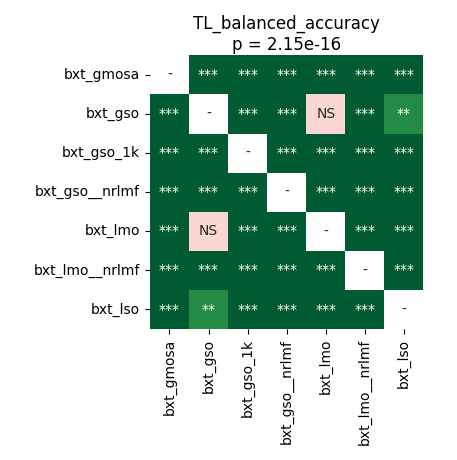 TL_balanced_accuracy
p = 2.15e-16
bxt_gmosa - *** *** *** *** *** ***
bxt_gso *** - *** *** NS *** **
bxt_gso_1k *** *** - *** *** *** ***
bxt_gso__nrlmf *** *** *** - *** *** ***
bxt_lmo *** NS *** *** - *** ***
bxt_lmo__nrlmf *** *** *** *** *** - ***
bxt_lso *** ** *** *** *** *** -
bxt_gmosa
bxt_gso
bxt_gso_1k
bxt_gso__nrlmf
bxt_lmo
bxt_lmo__nrlmf
bxt_lso